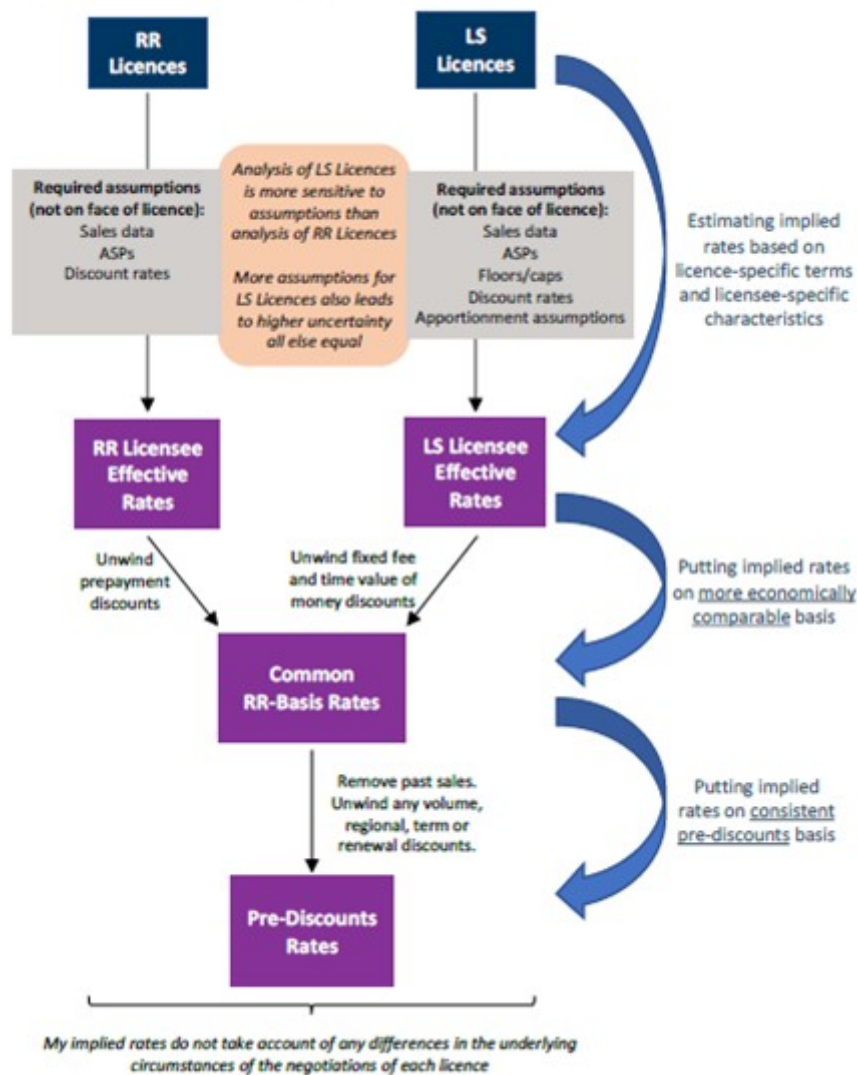 RR
Licences
LS
Licences
Required assumptions
(not on face of licence):
Sales data
ASPs
Discount rates
Analysis of LS Licences
is more sensitive to
assumptions than
analysis of RR Licences
More assumptions for
LS Licences also leads
to higher uncertainty
all else equal
Required assumptions
(not on face of licence):
Sales data
ASPs
Floors/caps
Discount rates
Apportionment assumptions
Estimating implied
rates based on
licence-specific terms
and licensee-specific
characteristics
RR Licensee
Effective
Rates
LS Licensee
Effective
Rates
Unwind
prepayment
discounts
Unwind fixed fee
and time value of
money discounts
Putting implied rates
on more economically
comparable basis
Common
RR-Basis Rates
Remove past sales.
Unwind any volume,
regional, term or
renewal discounts.
Putting implied
rates on consistent
pre-discounts basis
Pre-Discounts
Rates
My implied rates do not take account of any differences in the underlying
circumstances of the negotiations of each licence